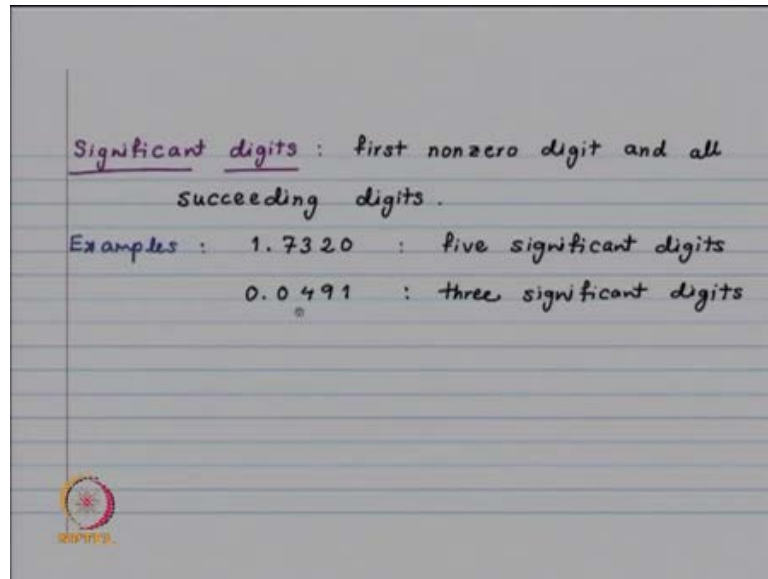 Significant digits : first nonzero digit and all
succeeding digits.
Examples : 1.7320 : five significant digits
0.0491 : three significant digits
NPTEL